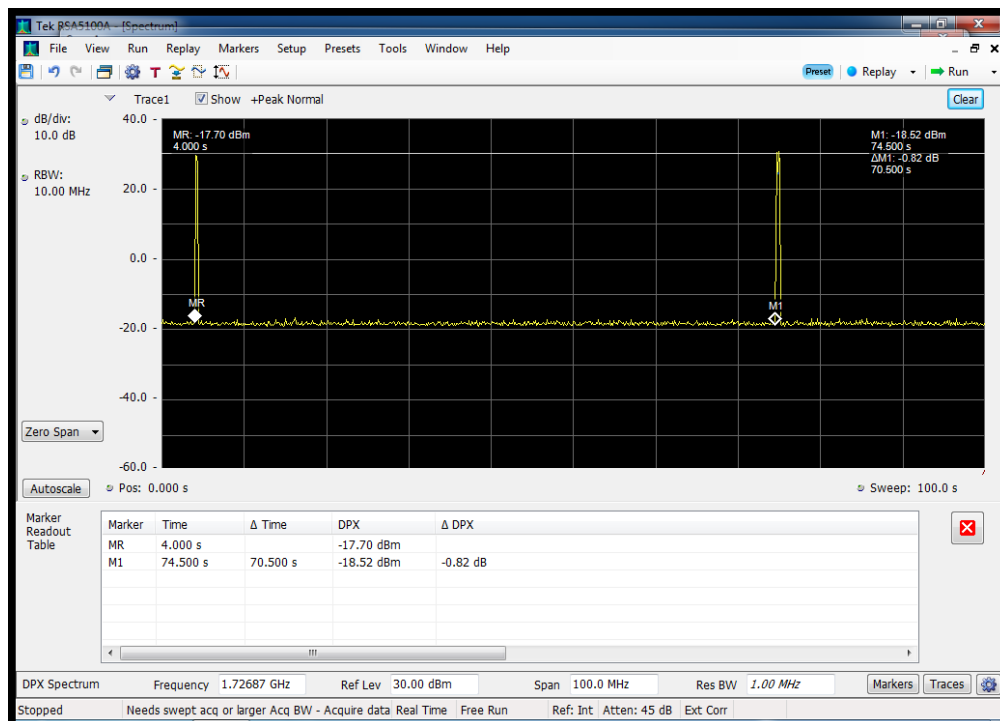 Tek RSA5100A - [Spectrum]
File View Run Replay Markers Setup Presets Tools Window Help
Preset Replay Run
Trace1 Show +Peak Normal Clear
dB/div:
10.0 dB
RBW:
10.00 MHz
40.0
20.0
0.0
-20.0
-40.0
-60.0
MR: -17.70 dBm
4.000 s
M1: -18.52 dBm
74.500 s
ΔM1: -0.82 dB
70.500 s
MR
M1
Zero Span
Autoscale Pos: 0.000 s Sweep: 100.0 s
Marker
Readout
Table
Marker Time Δ Time DPX Δ DPX
MR 4.000 s -17.70 dBm
M1 74.500 s 70.500 s -18.52 dBm -0.82 dB
DPX Spectrum Frequency 1.72687 GHz Ref Lev 30.00 dBm Span 100.0 MHz Res BW 1.00 MHz Markers Traces
Stopped Needs swept acq or larger Acq BW - Acquire data Real Time Free Run Ref: Int Atten: 45 dB Ext Corr